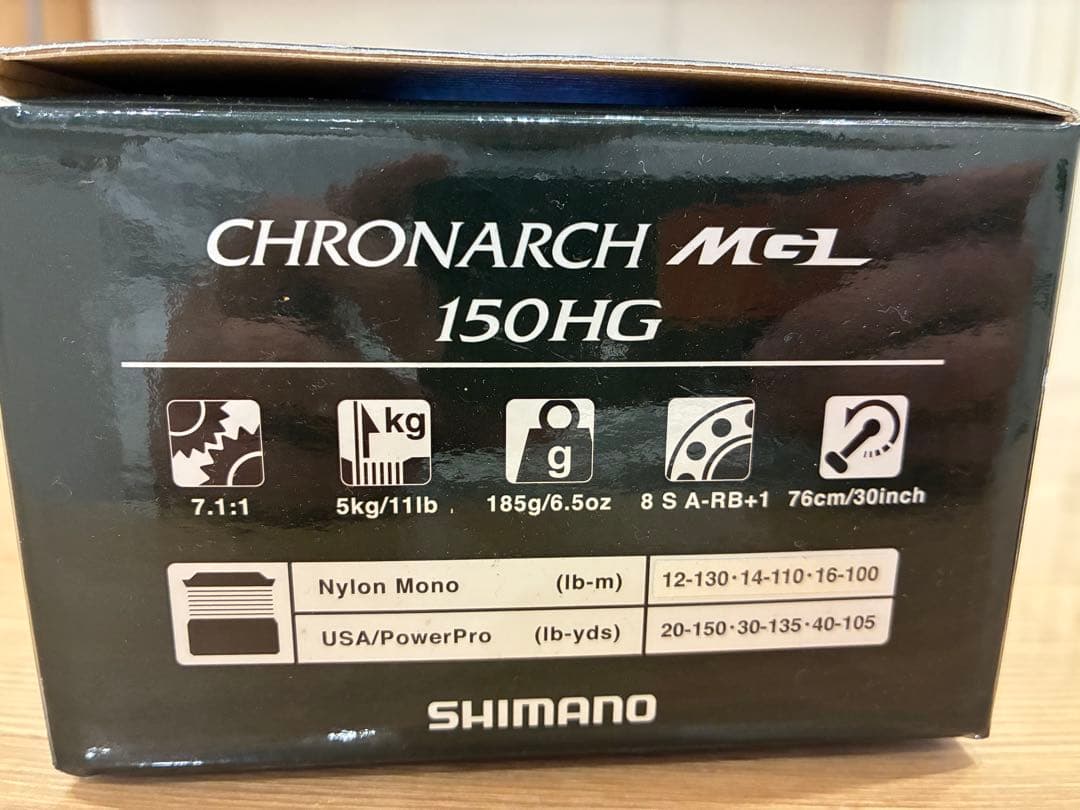 CHRONARCH MGL
150HG
kg
g
7.1:1 5kg/11lb 185g/6.5oz 8 S A-RB+1 76cm/30inch
Nylon Mono (lb-m) 12-130・14-110・16-100
USA/PowerPro (lb-yds) 20-150・30-135・40-105
SHIMANO